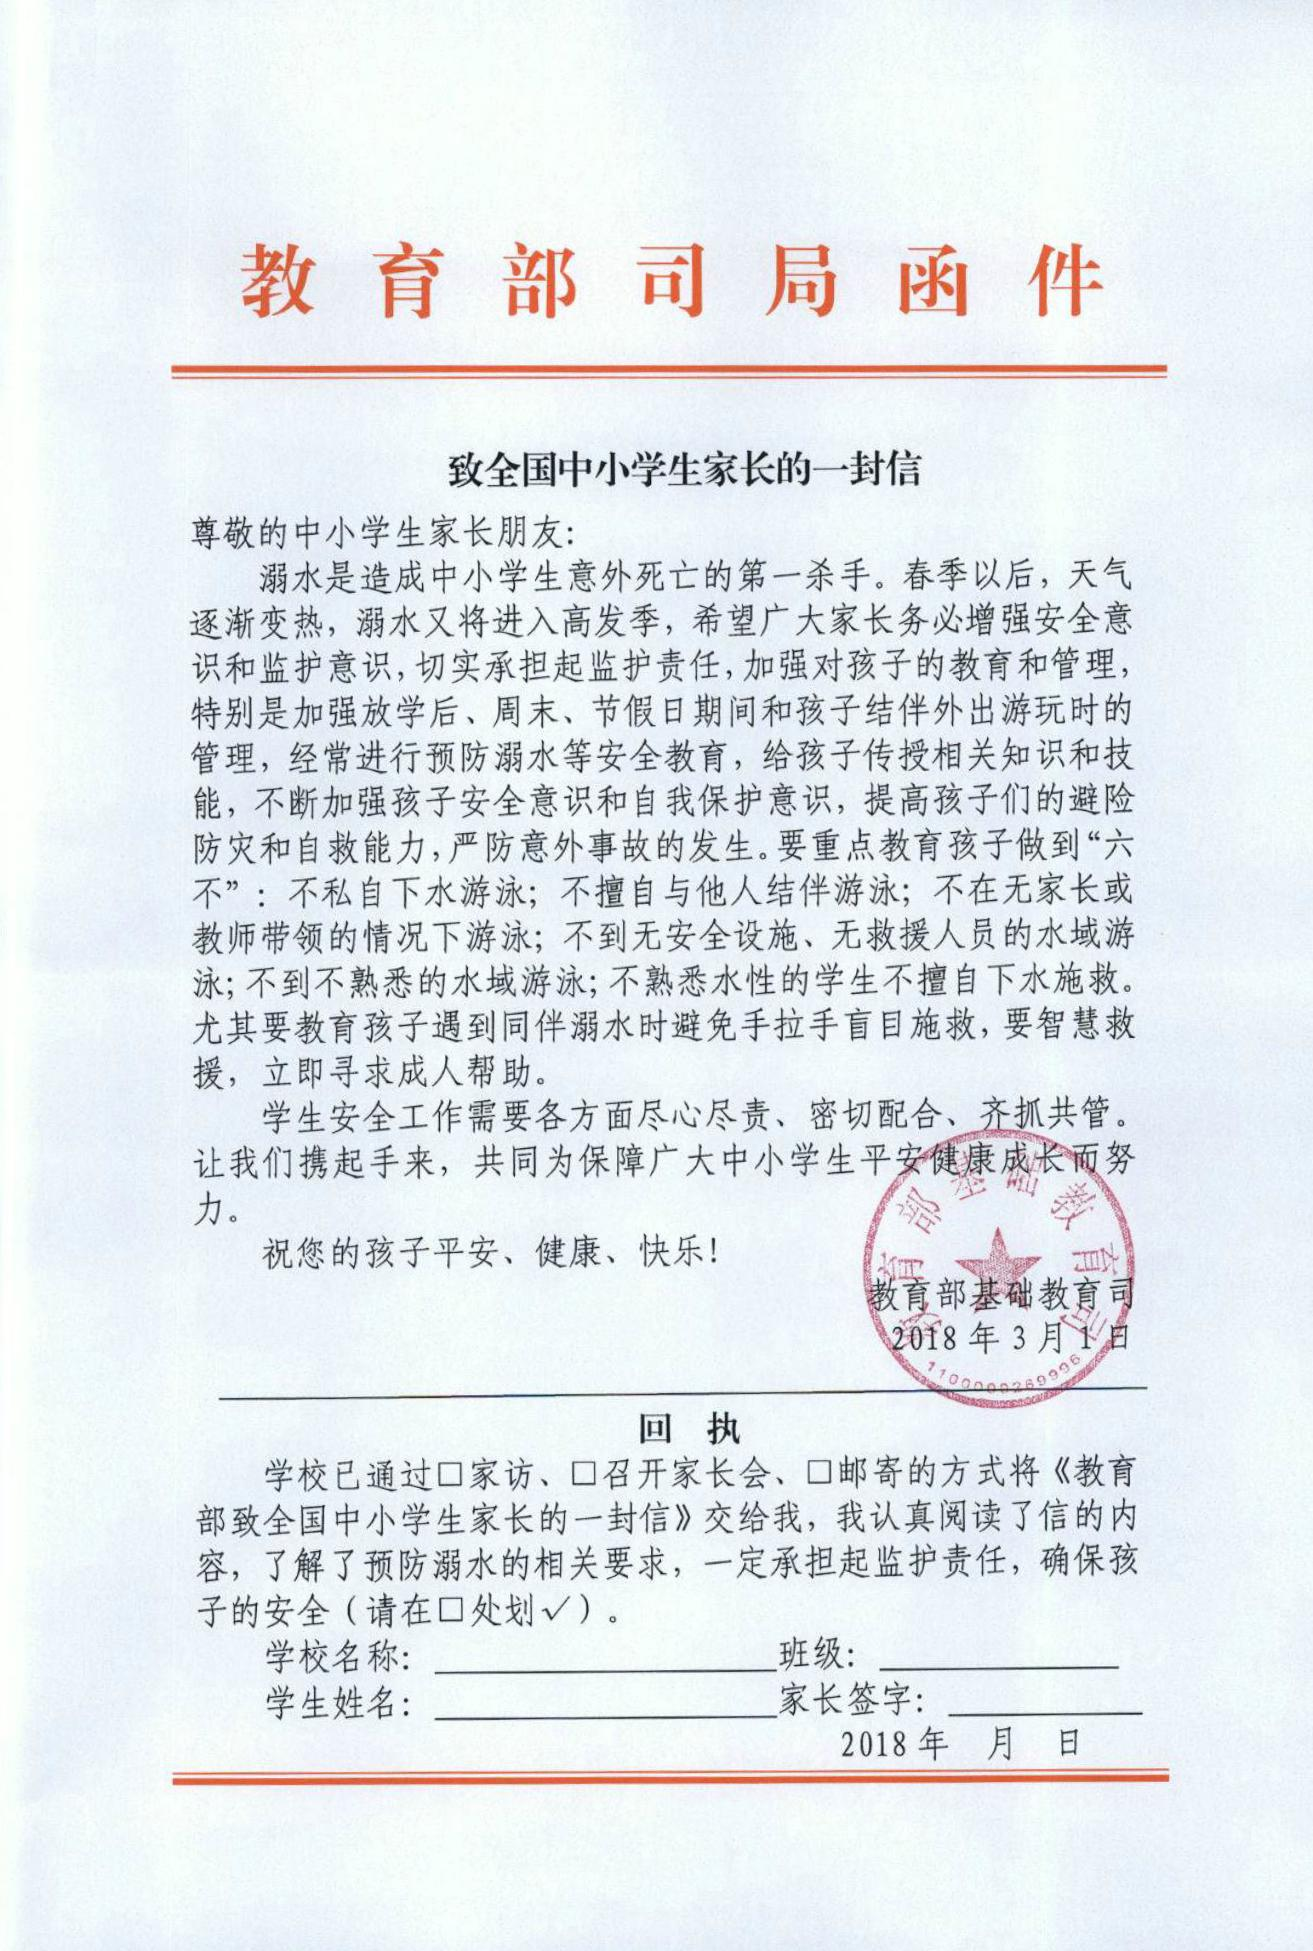 教育部司局函件
致全国中小学生家长的一封信
尊敬的中小学生家长朋友:
溺水是造成中小学生意外死亡的第一杀手。春季以后，天气
逐渐变热，溺水又将进入高发季，希望广大家长务必增强安全意
识和监护意识，切实承担起监护责任，加强对孩子的教育和管理，
特别是加强放学后、周末、节假日期间和孩子结伴外出游玩时的
管理，经常进行预防溺水等安全教育，给孩子传授相关知识和技
能，不断加强孩子安全意识和自我保护意识，提高孩子们的避险
防灾和自救能力，严防意外事故的发生。要重点教育孩子做到“六
不”：不私自下水游泳；不擅自与他人结伴游泳；不在无家长或
教师带领的情况下游泳；不到无安全设施、无救援人员的水域游
泳；不到不熟悉的水域游泳；不熟悉水性的学生不擅自下水施救。
尤其要教育孩子遇到同伴溺水时避免手拉手盲目施救，要智慧救
援，立即寻求成人帮助。
学生安全工作需要各方面尽心尽责、密切配合、齐抓共管。
让我们携起手来，共同为保障广大中小学生平安健康成长而努
力。
祝您的孩子平安、健康、快乐！
教育部基础教育司
教育部基础教育司
2018年3月1日
1100000269996
回 执
学校已通过□家访、□召开家长会、□邮寄的方式将《教育
部致全国中小学生家长的一封信》交给我，我认真阅读了信的内
容，了解了预防溺水的相关要求，一定承担起监护责任，确保孩
子的安全（请在□处划✓）。
学校名称: 班级:
学生姓名: 家长签字:
2018年 月 日